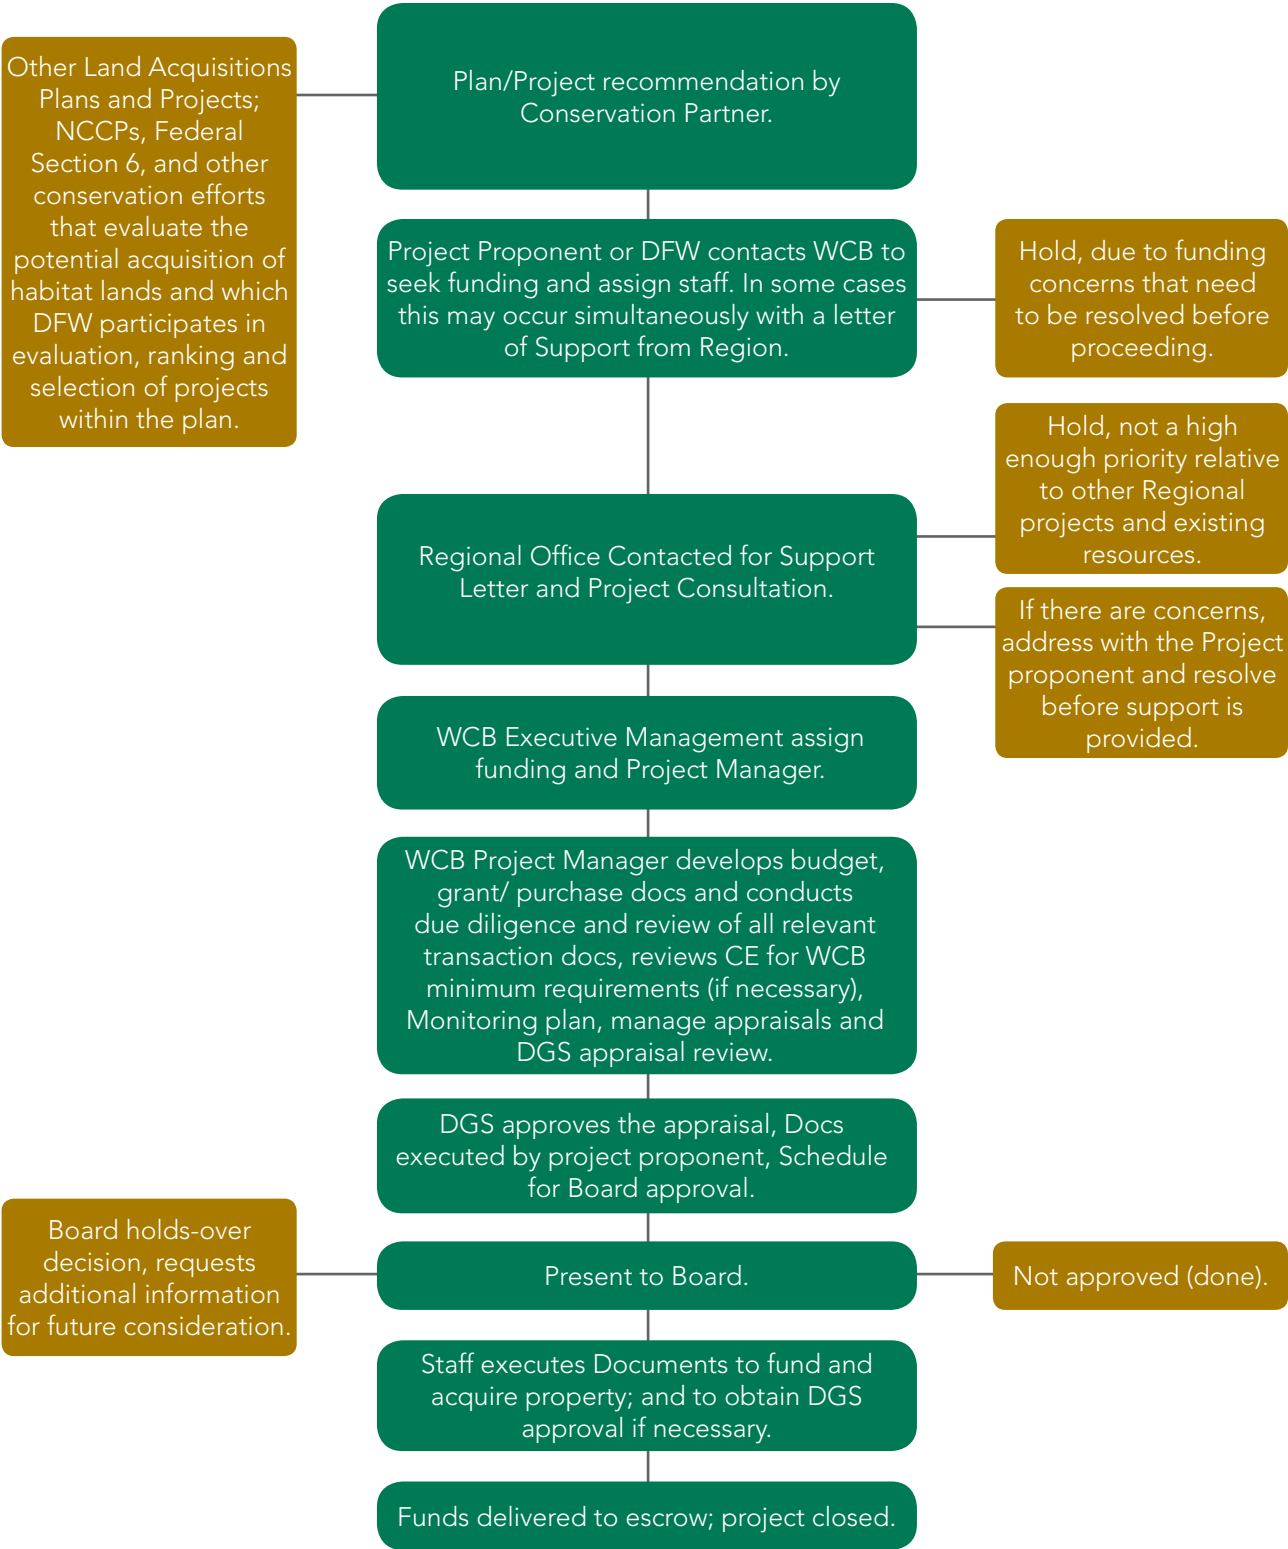 Plan/Project recommendation by
Conservation Partner.
Other Land Acquisitions
Plans and Projects;
NCCPs, Federal
Section 6, and other
conservation efforts
that evaluate the
potential acquisition of
habitat lands and which
DFW participates in
evaluation, ranking and
selection of projects
within the plan.
Project Proponent or DFW contacts WCB to
seek funding and assign staff. In some cases
this may occur simultaneously with a letter
of Support from Region.
Hold, due to funding
concerns that need
to be resolved before
proceeding.
Regional Office Contacted for Support
Letter and Project Consultation.
Hold, not a high
enough priority relative
to other Regional
projects and existing
resources.
If there are concerns,
address with the Project
proponent and resolve
before support is
provided.
WCB Executive Management assign
funding and Project Manager.
WCB Project Manager develops budget,
grant/ purchase docs and conducts
due diligence and review of all relevant
transaction docs, reviews CE for WCB
minimum requirements (if necessary),
Monitoring plan, manage appraisals and
DGS appraisal review.
DGS approves the appraisal, Docs
executed by project proponent, Schedule
for Board approval.
Board holds-over
decision, requests
additional information
for future consideration.
Present to Board.
Not approved (done).
Staff executes Documents to fund and
acquire property; and to obtain DGS
approval if necessary.
Funds delivered to escrow; project closed.